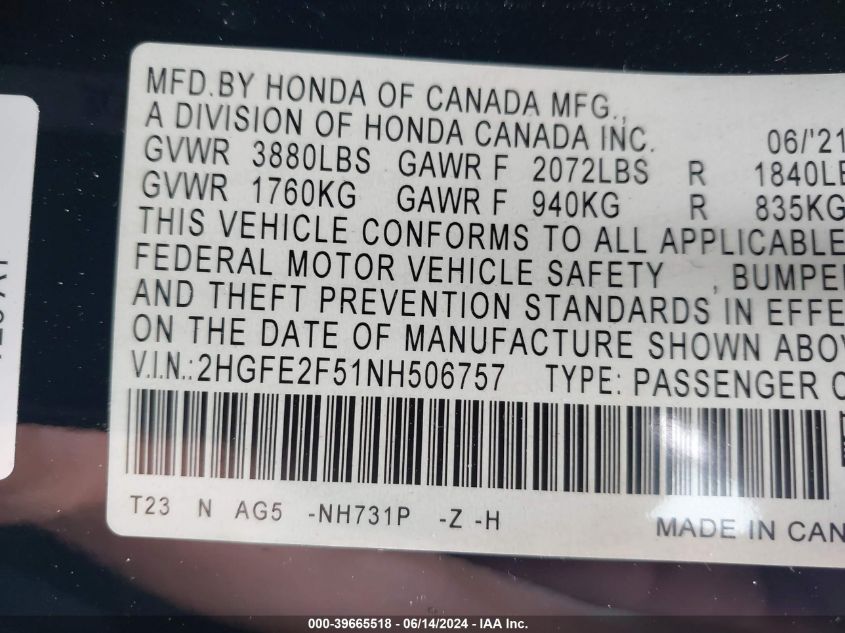 MFD.BY HONDA OF CANADA MFG.,
A DIVISION OF HONDA CANADA INC. 06/'21
GVWR 3880LBS GAWR F 2072LBS R 1840LB
GVWR 1760KG GAWR F 940KG R 835KG
THIS VEHICLE CONFORMS TO ALL APPLICABLE
FEDERAL MOTOR VEHICLE SAFETY , BUMPER
AND THEFT PREVENTION STANDARDS IN EFFE
ON THE DATE OF MANUFACTURE SHOWN ABOV
V.I.N.:2HGFE2F51NH506757 TYPE: PASSENGER C
T23 N AG5 -NH731P -Z -H
MADE IN CAN
000-39665518 - 06/14/2024 - IAA Inc.